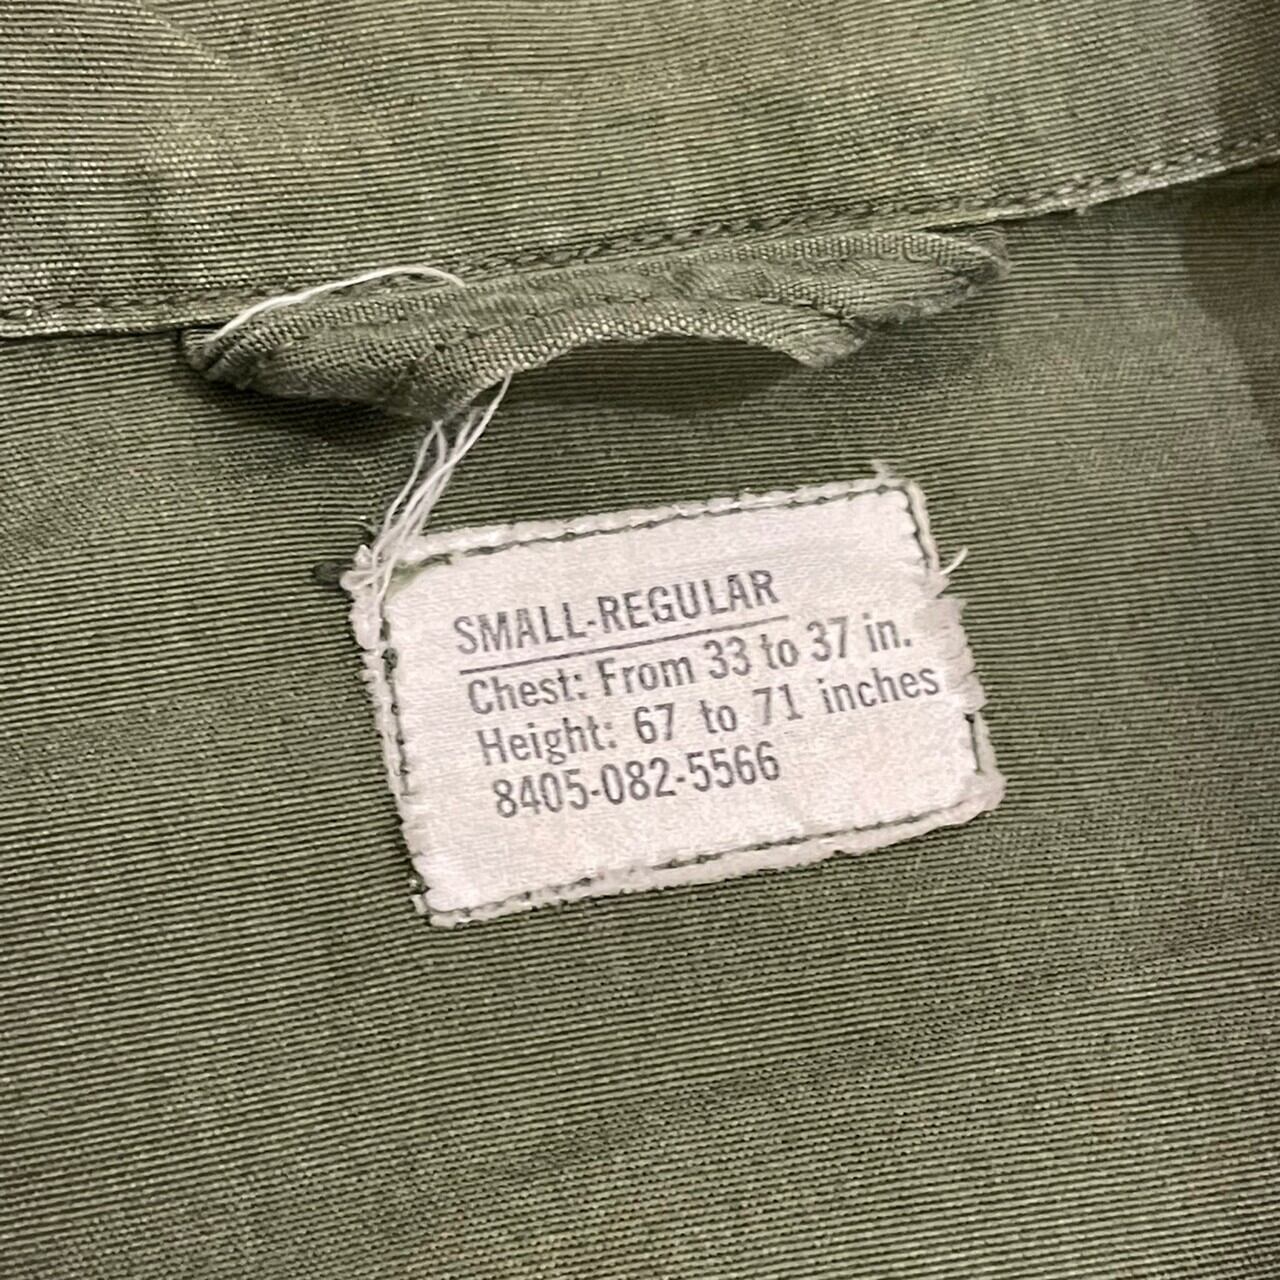 SMALL-REGULAR
Chest: From 33 to 37 in.
Height: 67 to 71 inches
8405-082-5566